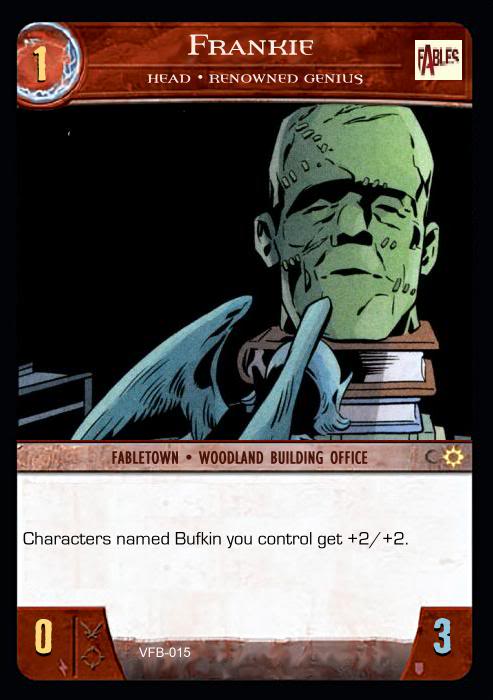 1
FRANKIE
HEAD • RENOWNED GENIUS
FABLES
FABLETOWN • WOODLAND BUILDING OFFICE
Characters named Bufkin you control get +2/+2.
0
VFB-015
3